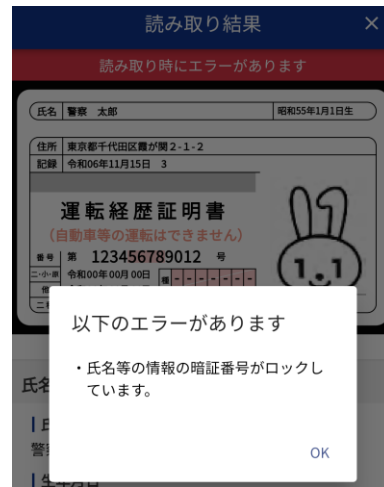 読み取り結果 ×
読み取り時にエラーがあります
氏名 警察 太郎 昭和55年1月1日生
住所 東京都千代田区霞が関2-1-2
記録 令和06年11月15日 3
運転経歴証明書
(自動車等の運転はできません)
番号 第 123456789012 号
二・小・原 令和00年00月00日 種 - - - - - - -
他
二種
以下のエラーがあります
・氏名等の情報の暗証番号がロックし
ています。
OK
氏名
警察
生年月日